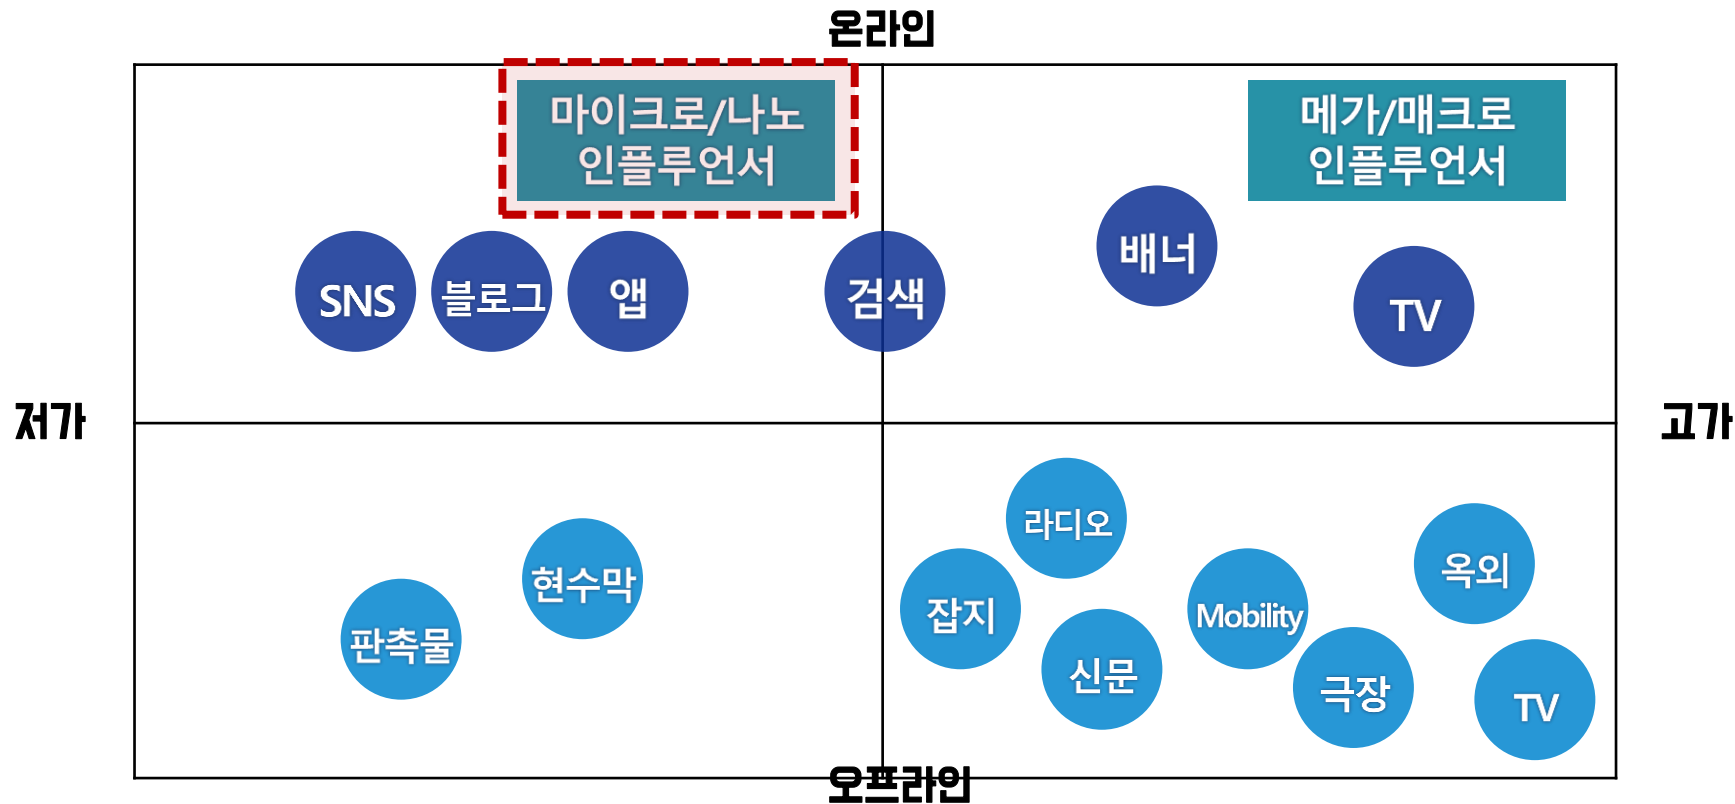 온라인
마이크로/나노
인플루언서
메가/매크로
인플루언서
SNS
블로그
앱
검색
배너
TV
저가
고가
라디오
옥외
현수막
잡지
Mobility
판촉물
신문
극장
TV
오프라인